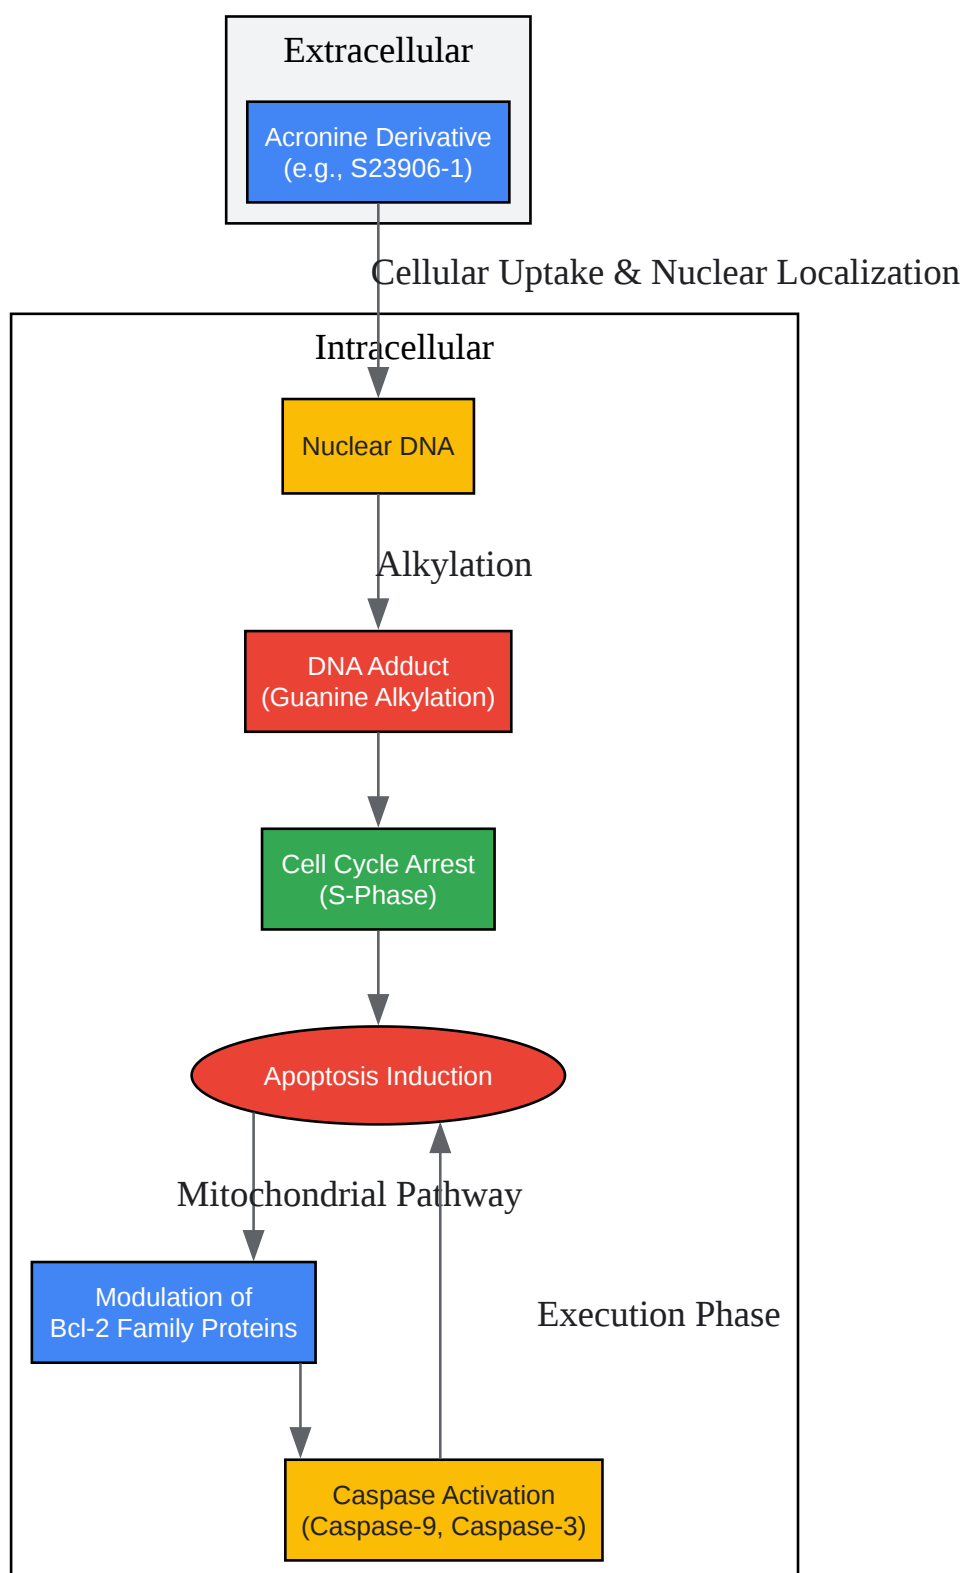 Extracellular
Acronine Derivative
(e.g., S23906-1)
Cellular Uptake & Nuclear Localization
Intracellular
Nuclear DNA
Alkylation
DNA Adduct
(Guanine Alkylation)
Cell Cycle Arrest
(S-Phase)
Apoptosis Induction
Mitochondrial Pathway
Modulation of
Bcl-2 Family Proteins
Execution Phase
Caspase Activation
(Caspase-9, Caspase-3)